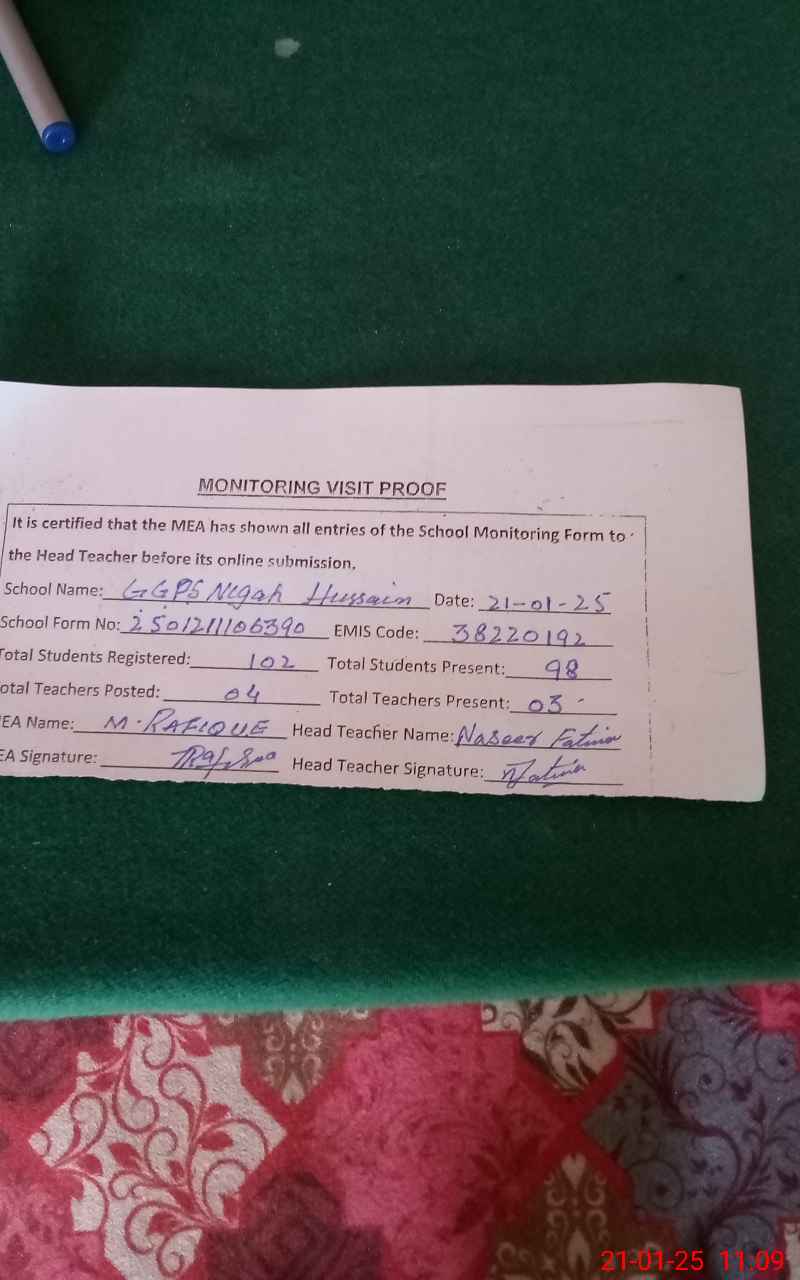 MONITORING VISIT PROOF
It is certified that the MEA has shown all entries of the School Monitoring Form to
the Head Teacher before its online submission.
School Name: GGPS Negah Hussain Date: 21-01-25
School Form No: 2501211106390 EMIS Code: 38220192
Total Students Registered: 102 Total Students Present: 98
otal Teachers Posted: 04 Total Teachers Present: 03
EA Name: M. RAFIQUE Head Teacher Name: Naseer Fatima
EA Signature: Head Teacher Signature: NFatima
21-01-25 11:09